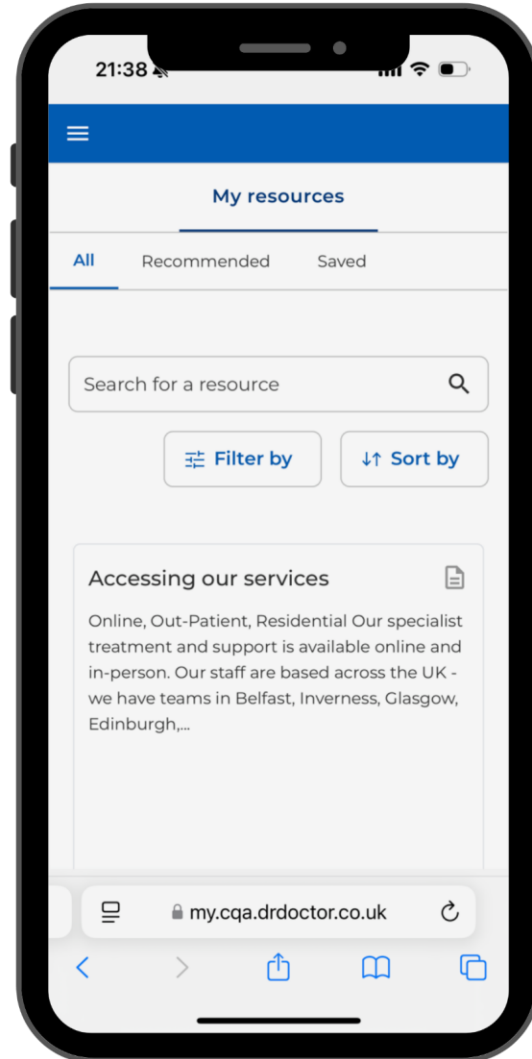 21:38
My resources
All Recommended Saved
Search for a resource
Filter by Sort by
Accessing our services
Online, Out-Patient, Residential Our specialist
treatment and support is available online and
in-person. Our staff are based across the UK -
we have teams in Belfast, Inverness, Glasgow,
Edinburgh,...
my.cqa.drdoctor.co.uk